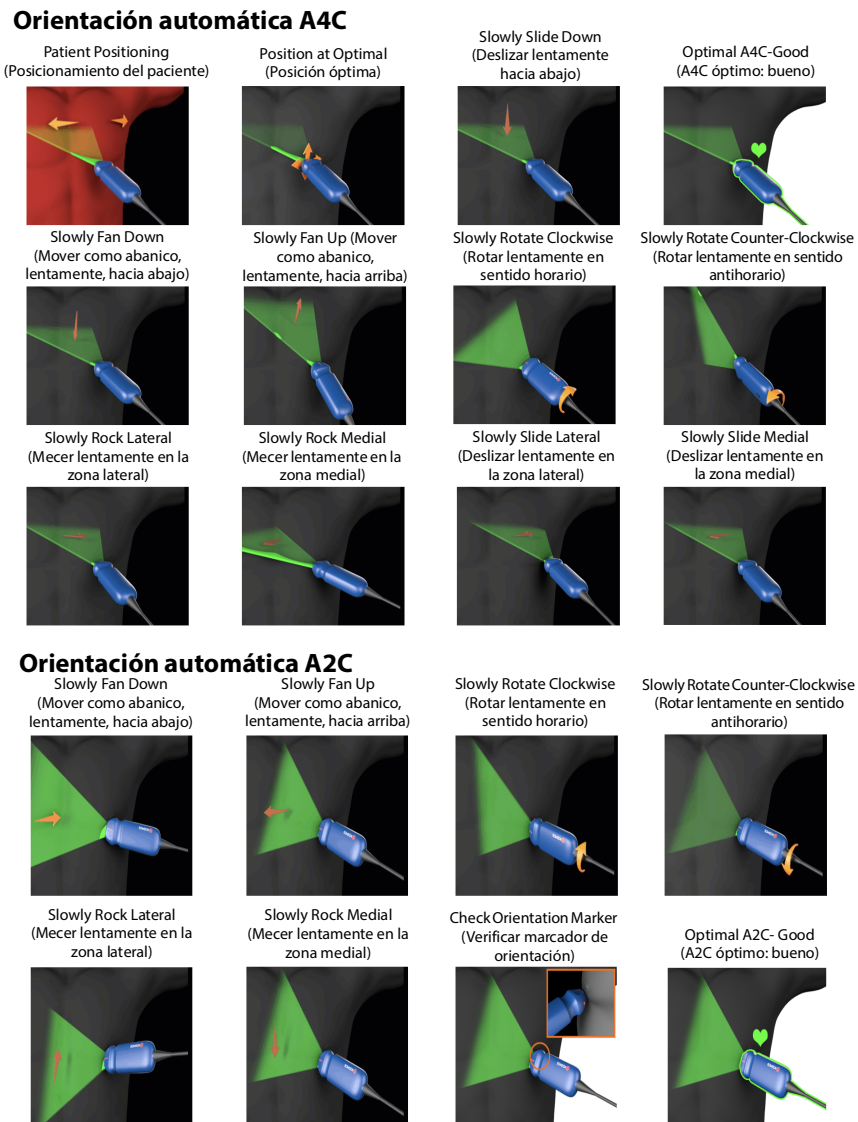 Orientación automática A4C
Patient Positioning
(Posicionamiento del paciente)
Position at Optimal
(Posición óptima)
Slowly Slide Down
(Deslizar lentamente
hacia abajo)
Optimal A4C-Good
(A4C óptimo: bueno)
Slowly Fan Down
(Mover como abanico,
lentamente, hacia abajo)
Slowly Fan Up (Mover
como abanico,
lentamente, hacia arriba)
Slowly Rotate Clockwise
(Rotar lentamente en
sentido horario)
Slowly Rotate Counter-Clockwise
(Rotar lentamente en sentido
antihorario)
Slowly Rock Lateral
(Mecer lentamente en la
zona lateral)
Slowly Rock Medial
(Mecer lentamente en la
zona medial)
Slowly Slide Lateral
(Deslizar lentamente en
la zona lateral)
Slowly Slide Medial
(Deslizar lentamente en
la zona medial)
Orientación automática A2C
Slowly Fan Down
(Mover como abanico,
lentamente, hacia abajo)
Slowly Fan Up
(Mover como abanico,
lentamente, hacia arriba)
Slowly Rotate Clockwise
(Rotar lentamente en
sentido horario)
Slowly Rotate Counter-Clockwise
(Rotar lentamente en sentido
antihorario)
Slowly Rock Lateral
(Mecer lentamente en la
zona lateral)
Slowly Rock Medial
(Mecer lentamente en la
zona medial)
Check Orientation Marker
(Verificar marcador de
orientación)
Optimal A2C- Good
(A2C óptimo: bueno)